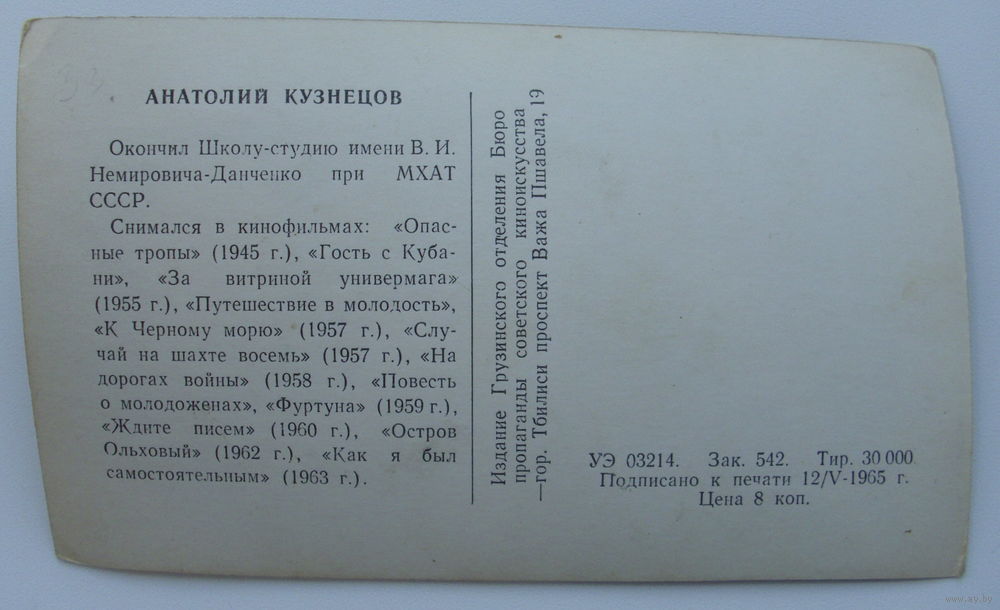 АНАТОЛИЙ КУЗНЕЦОВ
Окончил Школу-студию имени В. И.
Немировича-Данченко при МХАТ
СССР.
Снимался в кинофильмах: «Опас-
ные тропы» (1945 г.), «Гость с Куба-
ни», «За витриной универмага»
(1955 г.), «Путешествие в молодость»,
«К Черному морю» (1957 г.), «Слу-
чай на шахте восемь» (1957 г.), «На
дорогах войны» (1958 г.), «Повесть
о молодоженах», «Фуртуна» (1959 г.),
«Ждите писем» (1960 г.), «Остров
Ольховый» (1962 г.), «Как я был
самостоятельным» (1963 г.).
Издание Грузинского отделения Бюро
пропаганды советского киноискусства
—гор. Тбилиси проспект Важа Пшавела, 19
УЭ 03214. Зак. 542. Тир. 30 000
Подписано к печати 12/V-1965 г.
Цена 8 коп.
www.ay.by